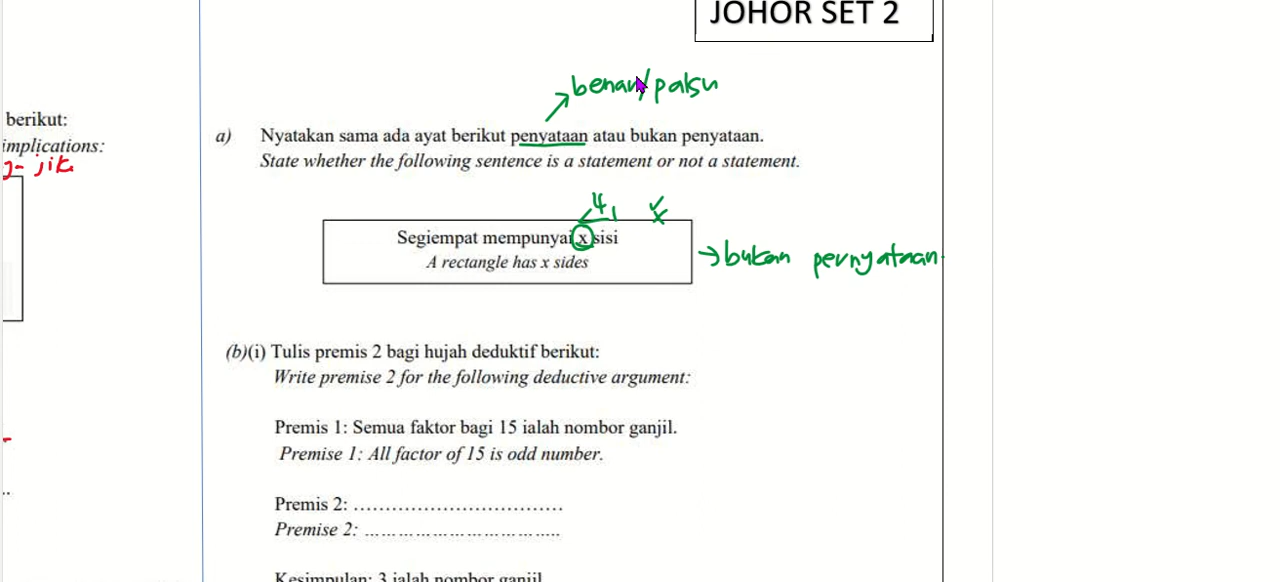 JOHOR SET 2
benar/palsu
berikut:
implications:
jika
a) Nyatakan sama ada ayat berikut penyataan atau bukan penyataan.
State whether the following sentence is a statement or not a statement.
4,
Segiempat mempunyai x sisi
A rectangle has x sides
→ bukan pernyataan
(b)(i) Tulis premis 2 bagi hujah deduktif berikut:
Write premise 2 for the following deductive argument:
Premis 1: Semua faktor bagi 15 ialah nombor ganjil.
Premise 1: All factor of 15 is odd number.
Premis 2: ..................................
Premise 2: ... ... ... ... ... ... ... ... ... ... .....
Kesimpulan: 3 ialah nombor ganjil